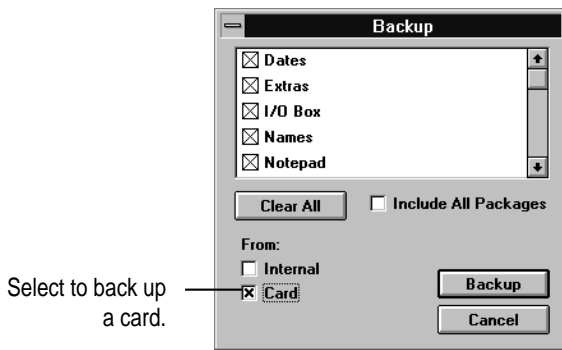 Backup
Dates
Extras
I/O Box
Names
Notepad
Clear All
Include All Packages
From:
Internal
Card
Backup
Cancel
Select to back up
a card.